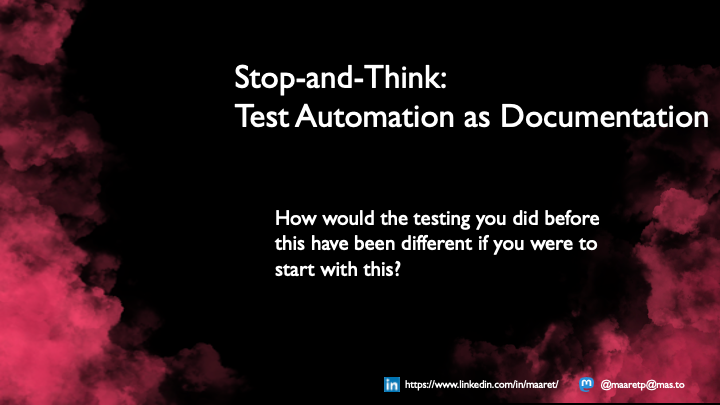 Stop-and-Think:
Test Automation as Documentation
How would the testing you did before
this have been different if you were to
start with this?
in https://www.linkedin.com/in/maaret/ m @maaretp@mas.to